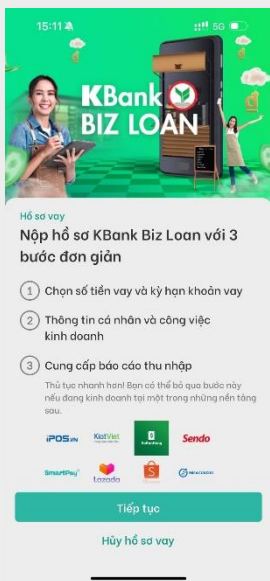 15:11
5G
KBank
BIZ LOAN
Hồ sơ vay
Nộp hồ sơ KBank Biz Loan với 3
bước đơn giản
1 Chọn số tiền vay và kỳ hạn khoản vay
2 Thông tin cá nhân và công việc
kinh doanh
3 Cung cấp báo cáo thu nhập
Thủ tục nhanh hơn! Bạn có thể bỏ qua bước này
nếu đang kinh doanh tại một trong những nền tảng
sau.
iPOS.VN KiotViet Sendo
SmartPay Lazada
Tiếp tục
Hủy hồ sơ vay